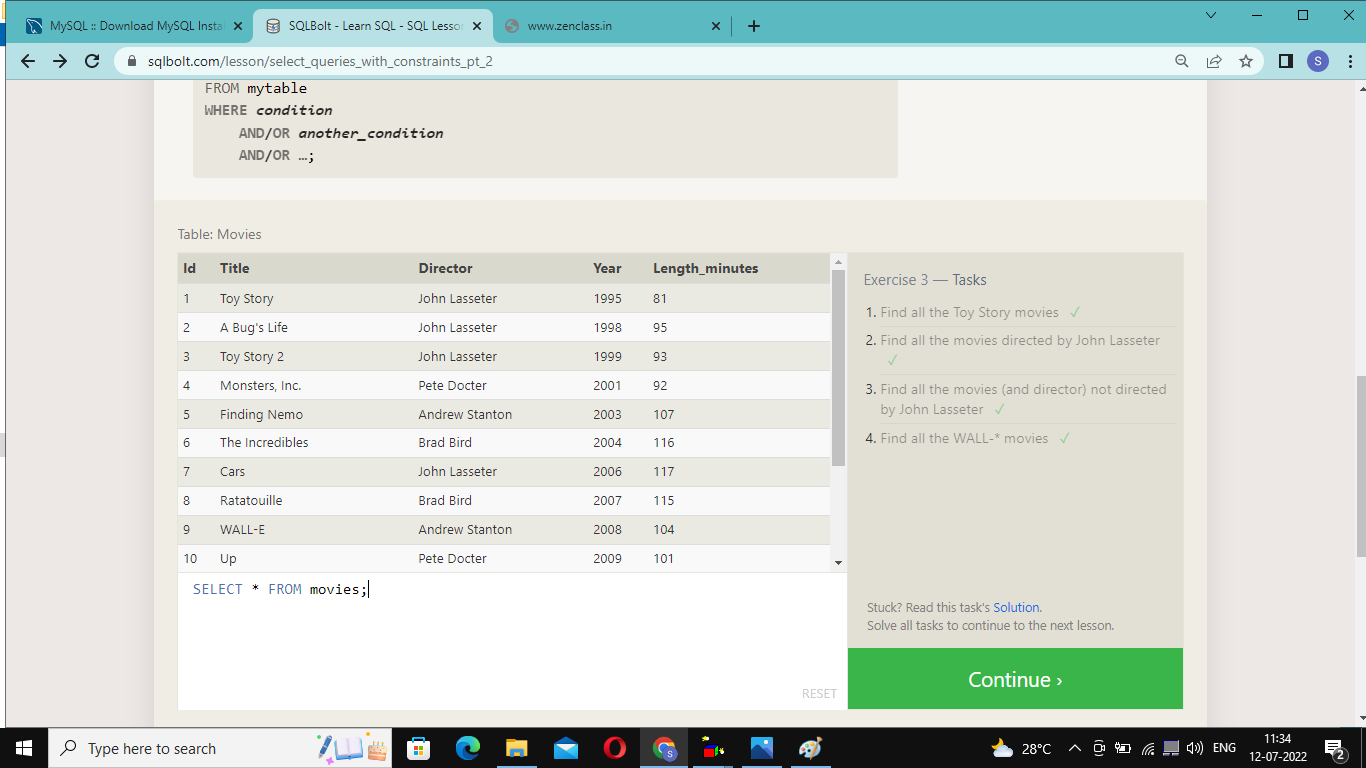 MySQL :: Download MySQL Insta
SQLBolt - Learn SQL - SQL Lesso
www.zenclass.in
sqlbolt.com/lesson/select_queries_with_constraints_pt_2
S
FROM mytable
WHERE condition
AND/OR another_condition
AND/OR …;
Table: Movies
Id Title Director Year Length_minutes
1 Toy Story John Lasseter 1995 81
2 A Bug's Life John Lasseter 1998 95
3 Toy Story 2 John Lasseter 1999 93
4 Monsters, Inc. Pete Docter 2001 92
5 Finding Nemo Andrew Stanton 2003 107
6 The Incredibles Brad Bird 2004 116
7 Cars John Lasseter 2006 117
8 Ratatouille Brad Bird 2007 115
9 WALL-E Andrew Stanton 2008 104
10 Up Pete Docter 2009 101
SELECT * FROM movies;
RESET
Exercise 3 — Tasks
1. Find all the Toy Story movies ✓
2. Find all the movies directed by John Lasseter
✓
3. Find all the movies (and director) not directed
by John Lasseter ✓
4. Find all the WALL-* movies ✓
Stuck? Read this task's Solution.
Solve all tasks to continue to the next lesson.
Continue ›
Type here to search
S
28°C
ENG
11:34
12-07-2022
2